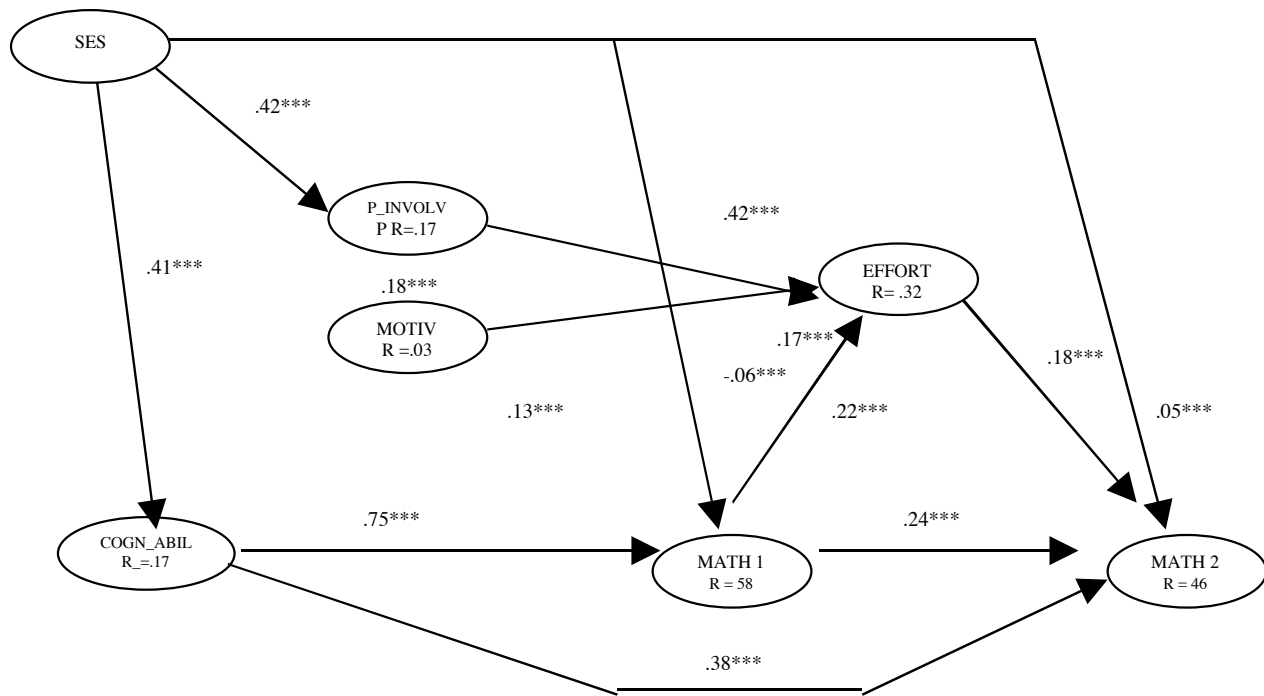 SES
.42***
P_INVOLV
P R=.17
.42***
.41***
EFFORT
R= .32
.18***
MOTIV
R =.03
.17***
-.06***
.18***
.13***
.22***
.05***
COGN_ABIL
R_=.17
.75***
MATH 1
R = 58
.24***
MATH 2
R = 46
.38***